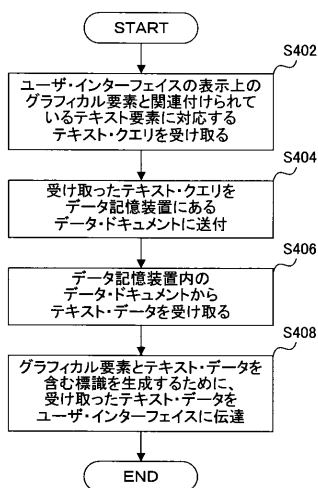 START
S402
ユーザ・インターフェイスの表示上の
グラフィカル要素と関連付けられて
いるテキスト要素に対応する
テキスト・クエリを受け取る
S404
受け取ったテキスト・クエリを
データ記憶装置にある
データ・ドキュメントに送付
S406
データ記憶装置内の
データ・ドキュメントから
テキスト・データを受け取る
S408
グラフィカル要素とテキスト・データを
含む標識を生成するために、
受け取ったテキスト・データを
ユーザ・インターフェイスに伝達
END